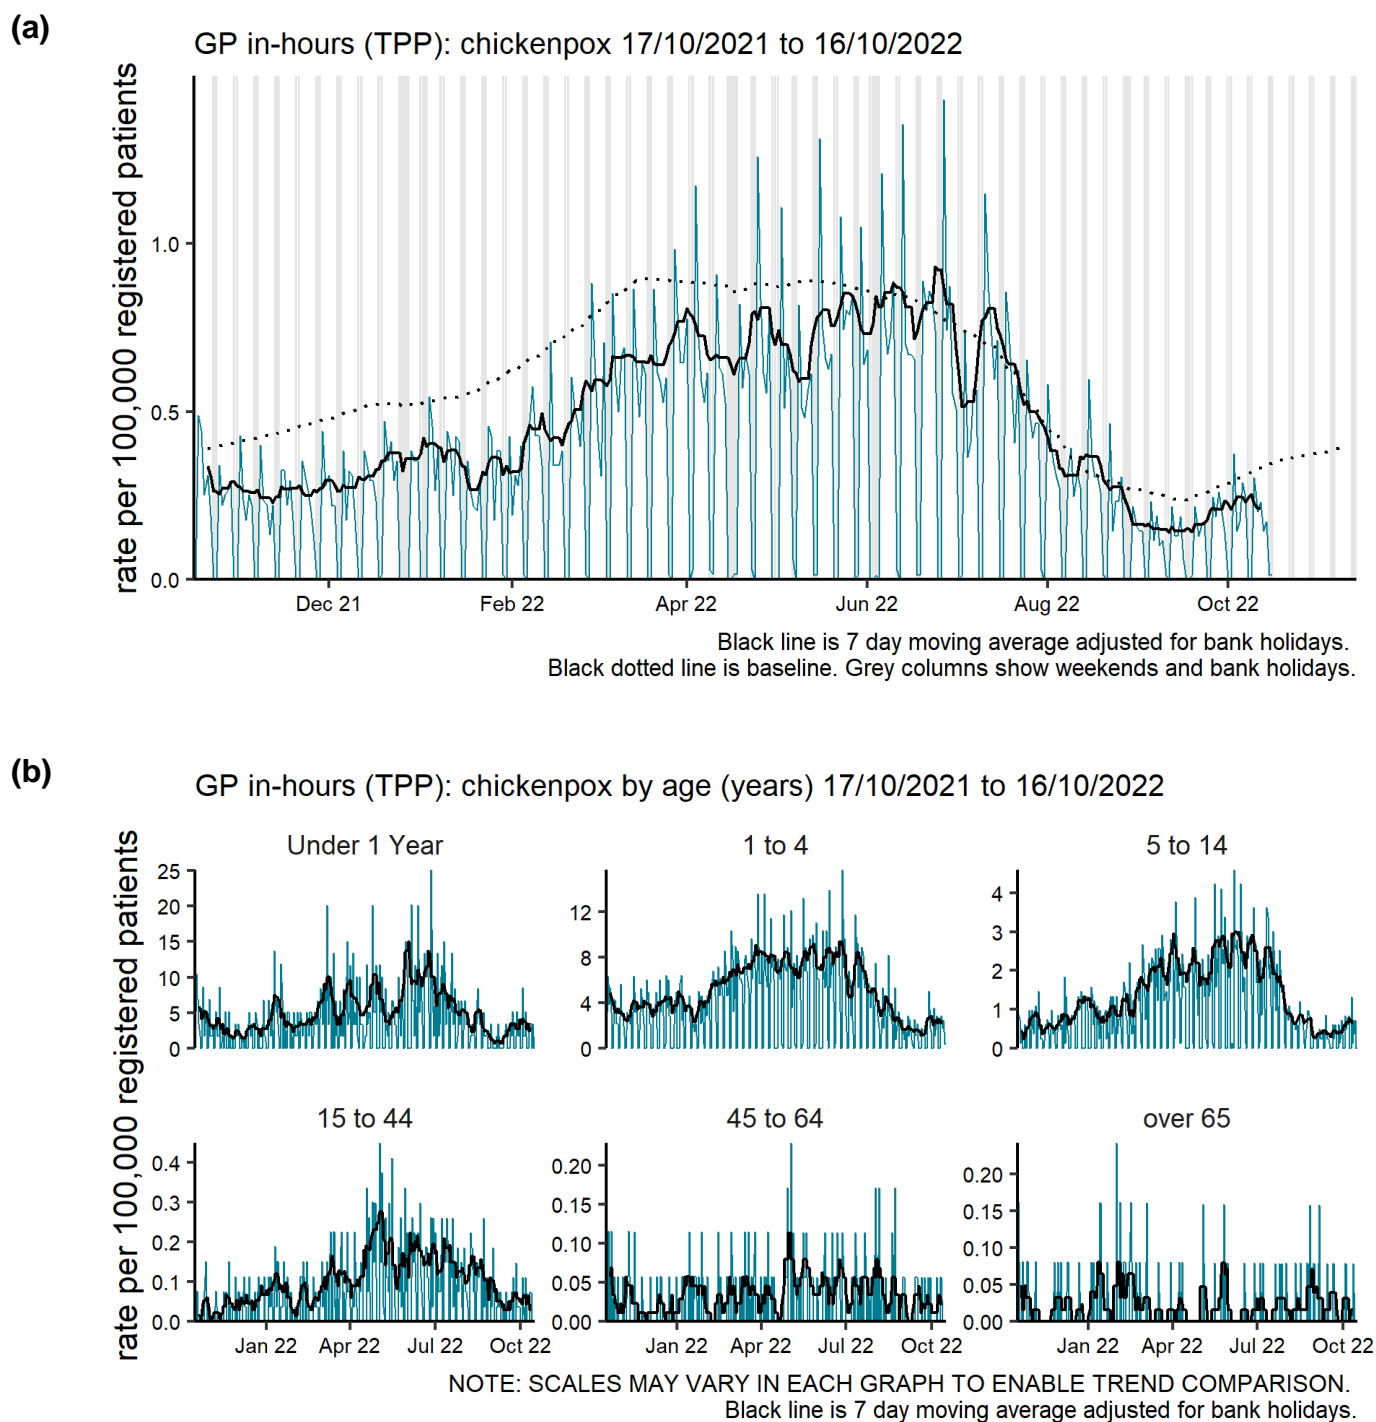 (a)
GP in-hours (TPP): chickenpox 17/10/2021 to 16/10/2022
rate per 100,000 registered patients
1.0
0.5
0.0
Dec 21 Feb 22 Apr 22 Jun 22 Aug 22 Oct 22
Black line is 7 day moving average adjusted for bank holidays.
Black dotted line is baseline. Grey columns show weekends and bank holidays.
(b)
GP in-hours (TPP): chickenpox by age (years) 17/10/2021 to 16/10/2022
rate per 100,000 registered patients
Under 1 Year
25
20
15
10
5
0
1 to 4
12
8
4
0
5 to 14
4
3
2
1
0
15 to 44
0.4
0.3
0.2
0.1
0.0
Jan 22 Apr 22 Jul 22 Oct 22
45 to 64
0.20
0.15
0.10
0.05
0.00
Jan 22 Apr 22 Jul 22 Oct 22
over 65
0.20
0.15
0.10
0.05
0.00
Jan 22 Apr 22 Jul 22 Oct 22
NOTE: SCALES MAY VARY IN EACH GRAPH TO ENABLE TREND COMPARISON.
Black line is 7 day moving average adjusted for bank holidays.